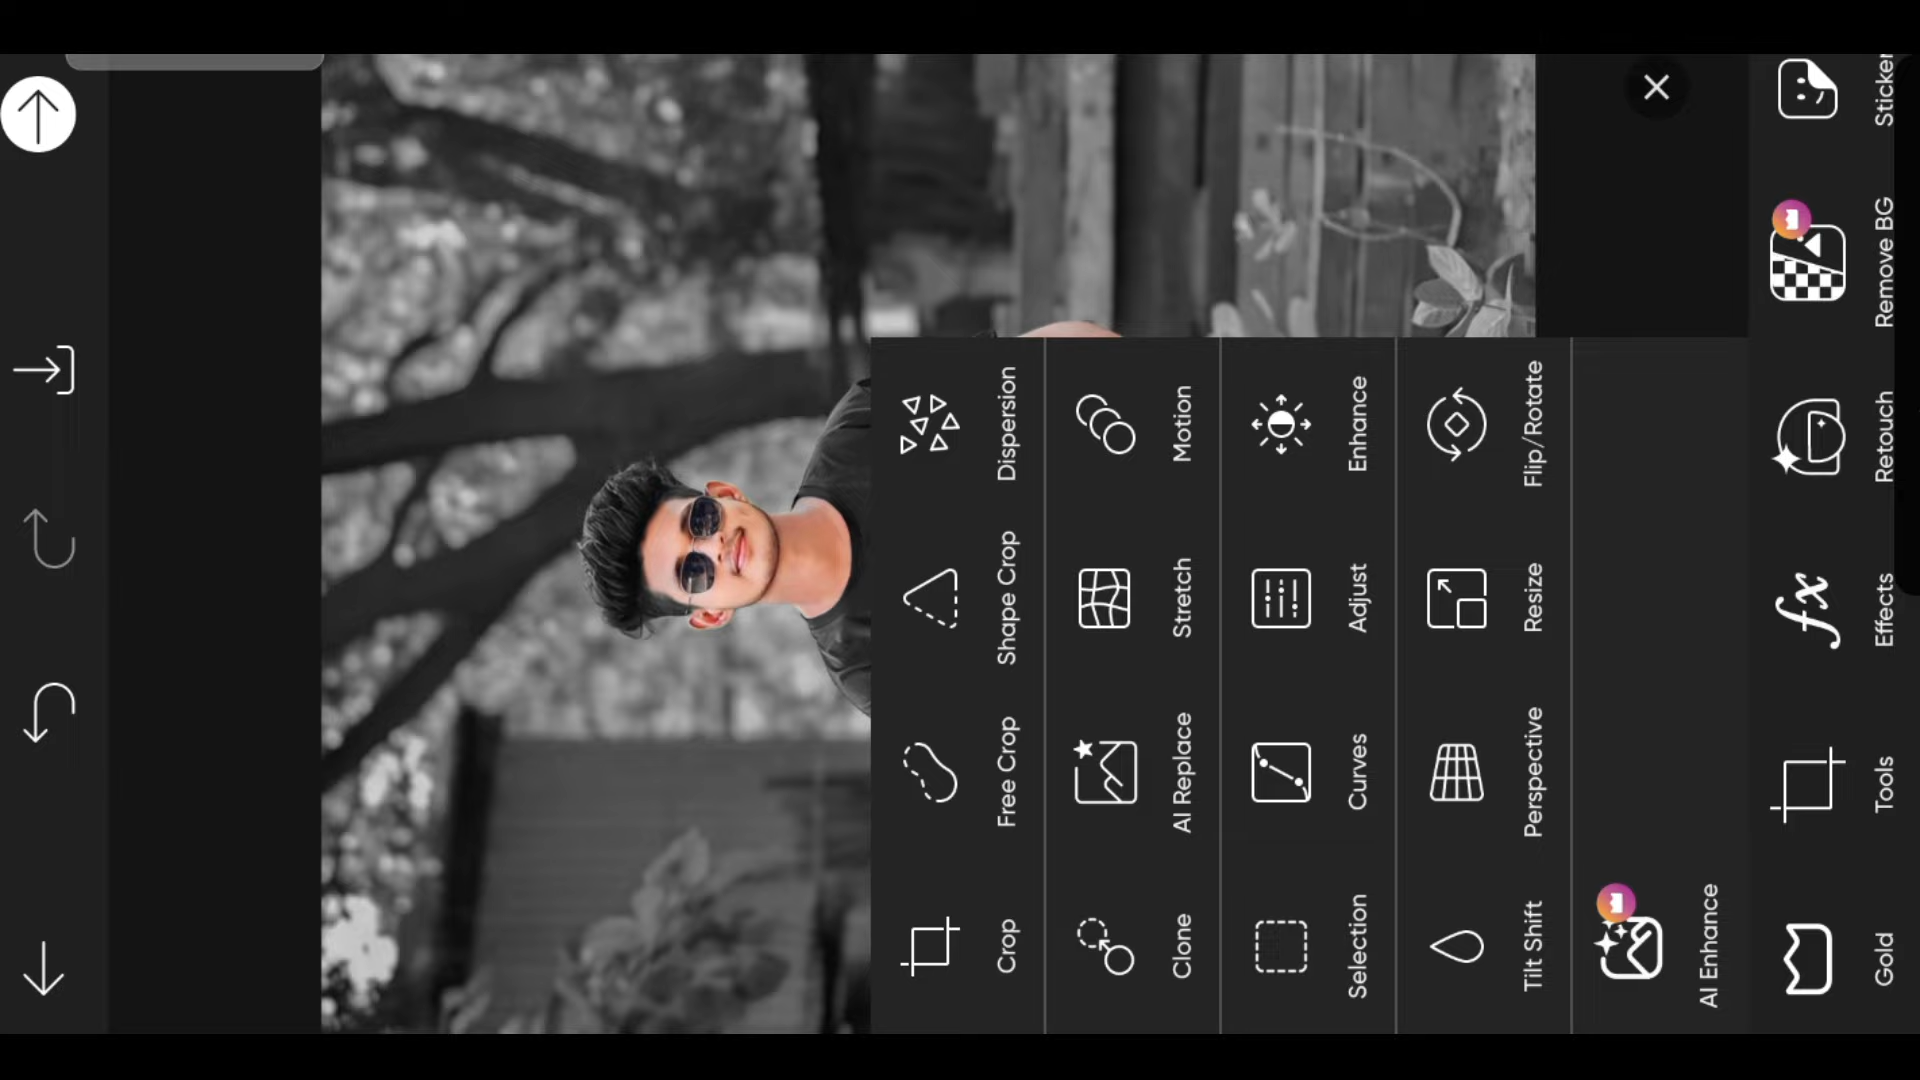 Crop Free Crop Shape Crop Dispersion
Clone AI Replace Stretch Motion
Selection Curves Adjust Enhance
Tilt Shift Perspective Resize Flip/Rotate
AI Enhance
Gold Tools Effects Retouch Remove BG Sticker
fx